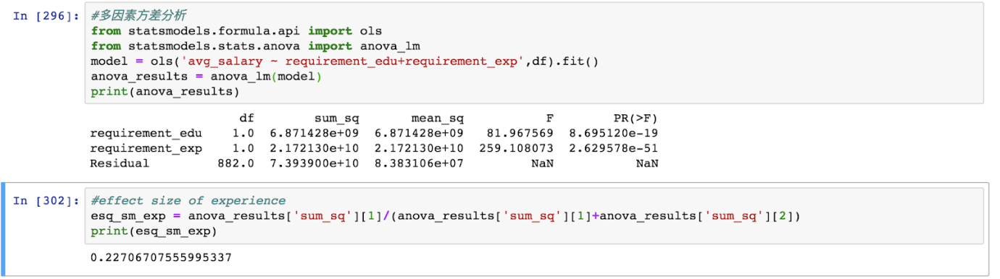 In [296]: #多因素方差分析
from statsmodels.formula.api import ols
from statsmodels.stats.anova import anova_lm
model = ols('avg_salary ~ requirement_edu+requirement_exp',df).fit()
anova_results = anova_lm(model)
print(anova_results)
df sum_sq mean_sq F PR(>F)
requirement_edu 1.0 6.871428e+09 6.871428e+09 81.967569 8.695120e-19
requirement_exp 1.0 2.172130e+10 2.172130e+10 259.108073 2.629578e-51
Residual 882.0 7.393900e+10 8.383106e+07 NaN NaN
In [302]: #effect size of experience
esq_sm_exp = anova_results['sum_sq'][1]/(anova_results['sum_sq'][1]+anova_results['sum_sq'][2])
print(esq_sm_exp)
0.22706707555995337